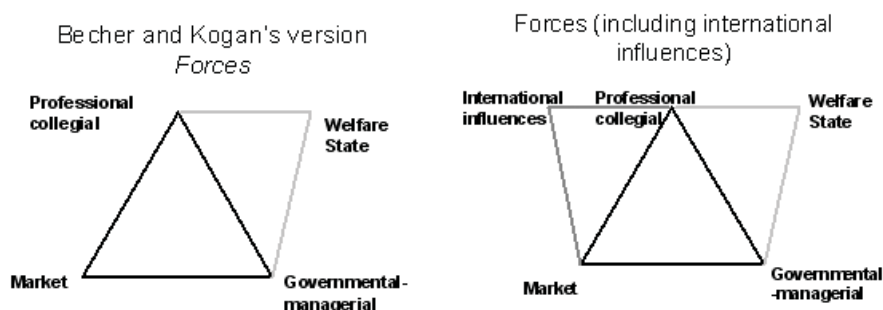 Becher and Kogan's version
Forces
Professional
collegial
Welfare
State
Market
Governmental-
managerial
Forces (including international
influences)
International
influences
Professional
collegial
Welfare
State
Market
Governmental
-managerial